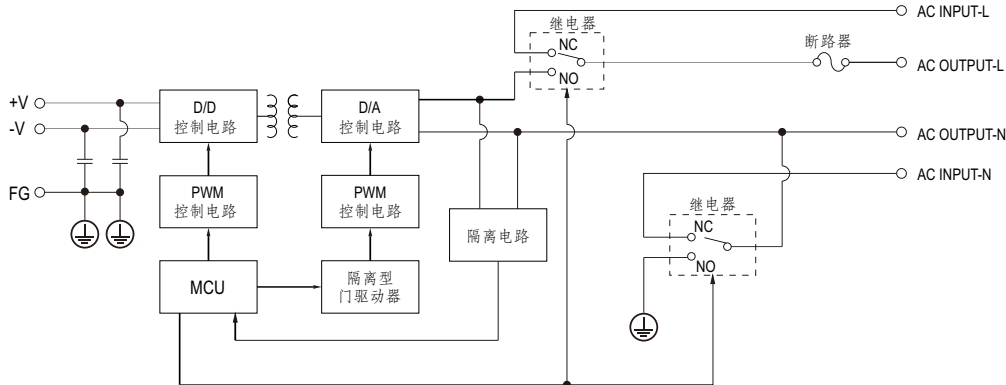 AC INPUT-L
继电器
NC
断路器
AC OUTPUT-L
NO
+V
D/D
控制电路
D/A
控制电路
-V
AC OUTPUT-N
AC INPUT-N
FG
PWM
控制电路
PWM
控制电路
继电器
隔离电路
NC
NO
MCU
隔离型
门驱动器